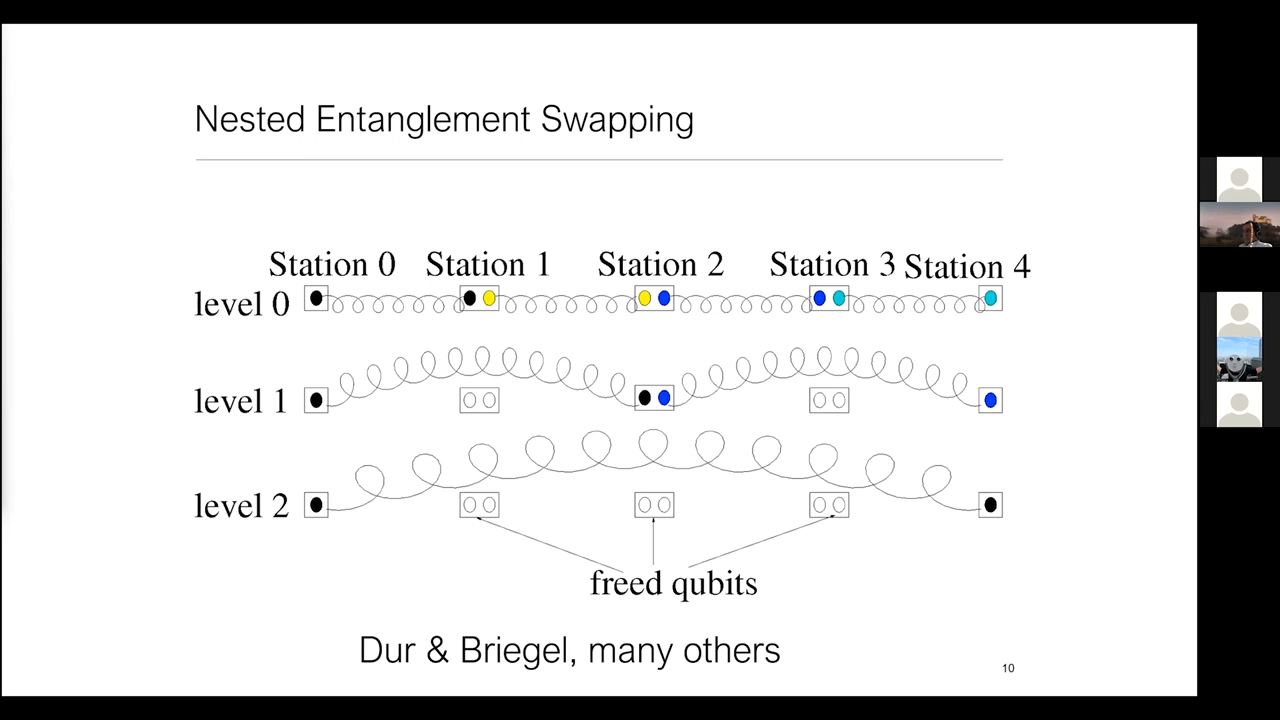 Nested Entanglement Swapping
Station 0 Station 1 Station 2 Station 3 Station 4
level 0
level 1
level 2
freed qubits
Dur & Briegel, many others
10